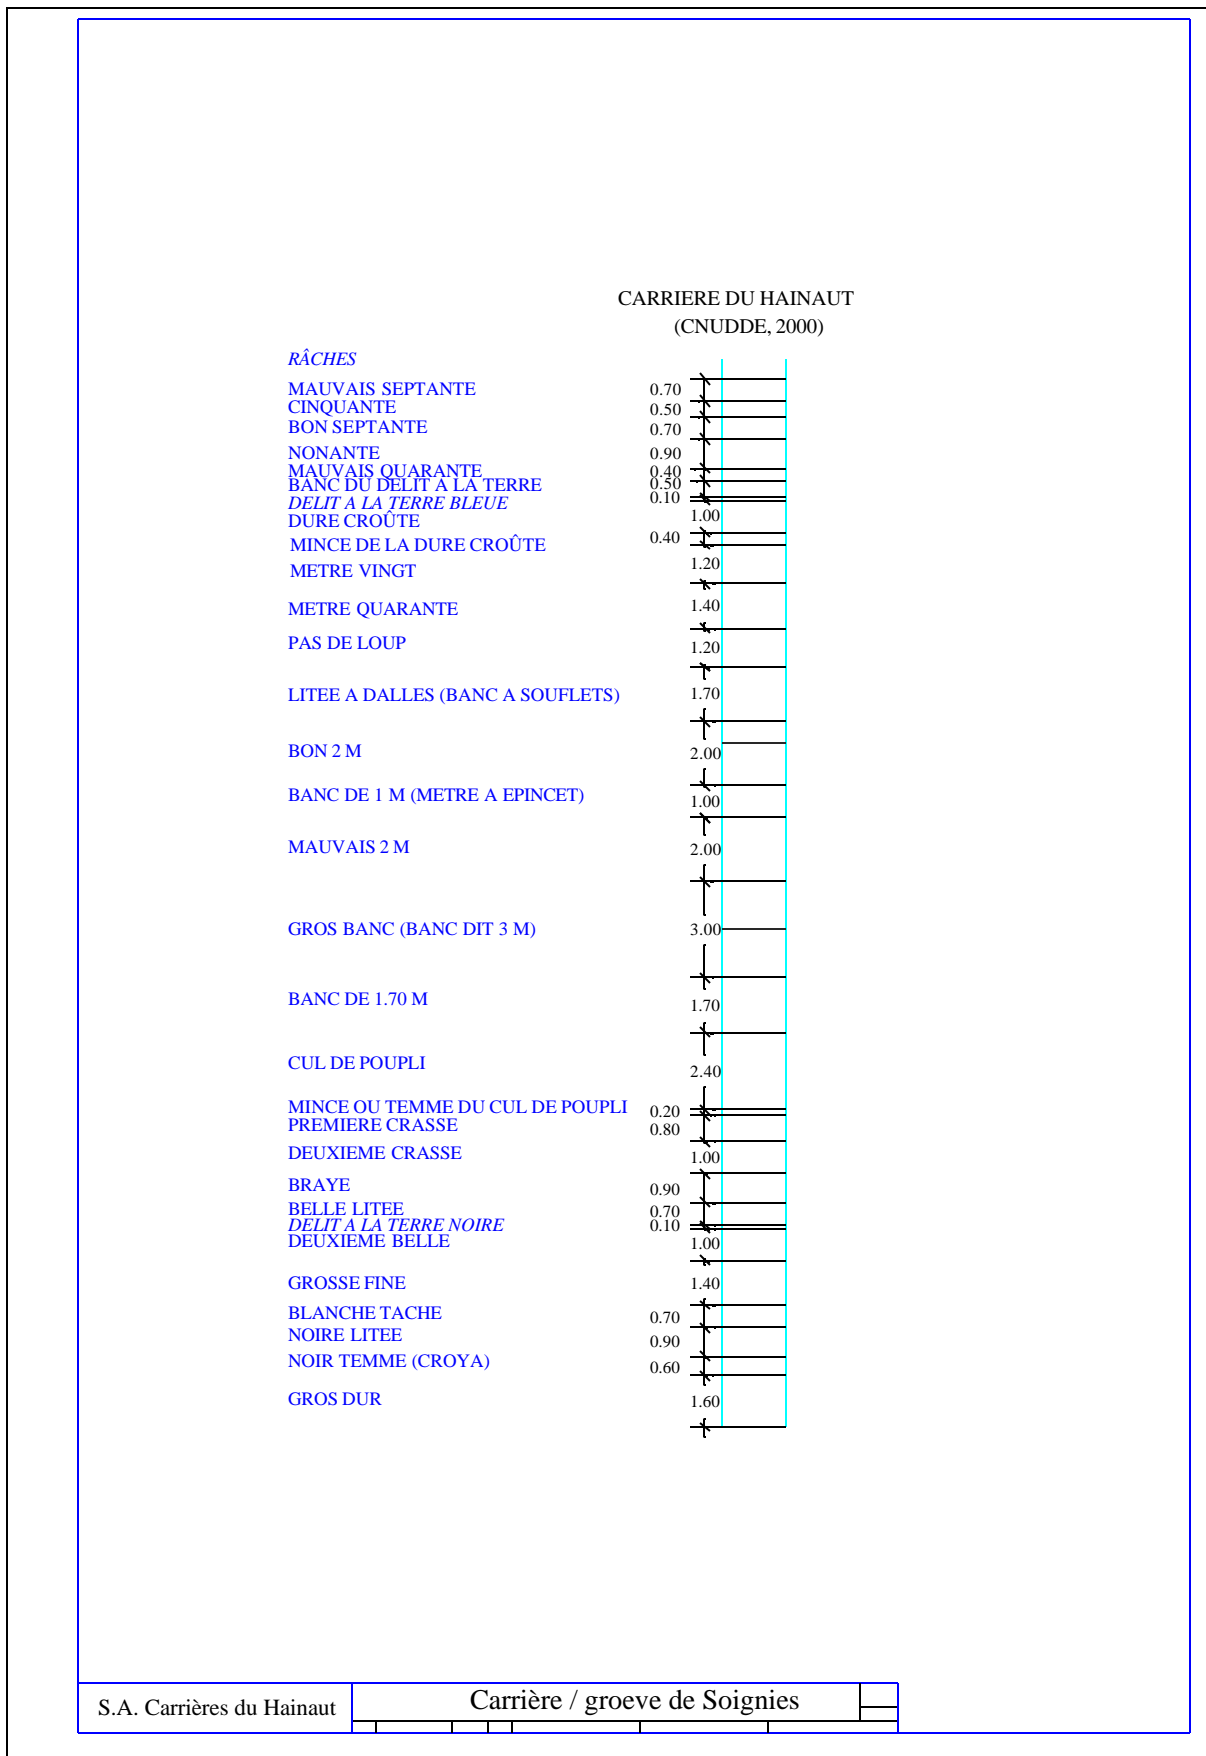 CARRIERE DU HAINAUT
(CNUDDE, 2000)
RÂCHES
MAUVAIS SEPTANTE 0.70
CINQUANTE 0.50
BON SEPTANTE 0.70
NONANTE 0.90
MAUVAIS QUARANTE 0.40
BANC DU DELIT A LA TERRE 0.50
DELIT A LA TERRE BLEUE 0.10
DURE CROÛTE 1.00
MINCE DE LA DURE CROÛTE 0.40
METRE VINGT 1.20
METRE QUARANTE 1.40
PAS DE LOUP 1.20
LITEE A DALLES (BANC A SOUFLETS) 1.70
BON 2 M 2.00
BANC DE 1 M (METRE A EPINCET) 1.00
MAUVAIS 2 M 2.00
GROS BANC (BANC DIT 3 M) 3.00
BANC DE 1.70 M 1.70
CUL DE POUPLI 2.40
MINCE OU TEMME DU CUL DE POUPLI 0.20
PREMIERE CRASSE 0.80
DEUXIEME CRASSE 1.00
BRAYE 0.90
BELLE LITEE 0.70
DELIT A LA TERRE NOIRE 0.10
DEUXIEME BELLE 1.00
GROSSE FINE 1.40
BLANCHE TACHE 0.70
NOIRE LITEE 0.90
NOIR TEMME (CROYA) 0.60
GROS DUR 1.60
S.A. Carrières du Hainaut
Carrière / groeve de Soignies